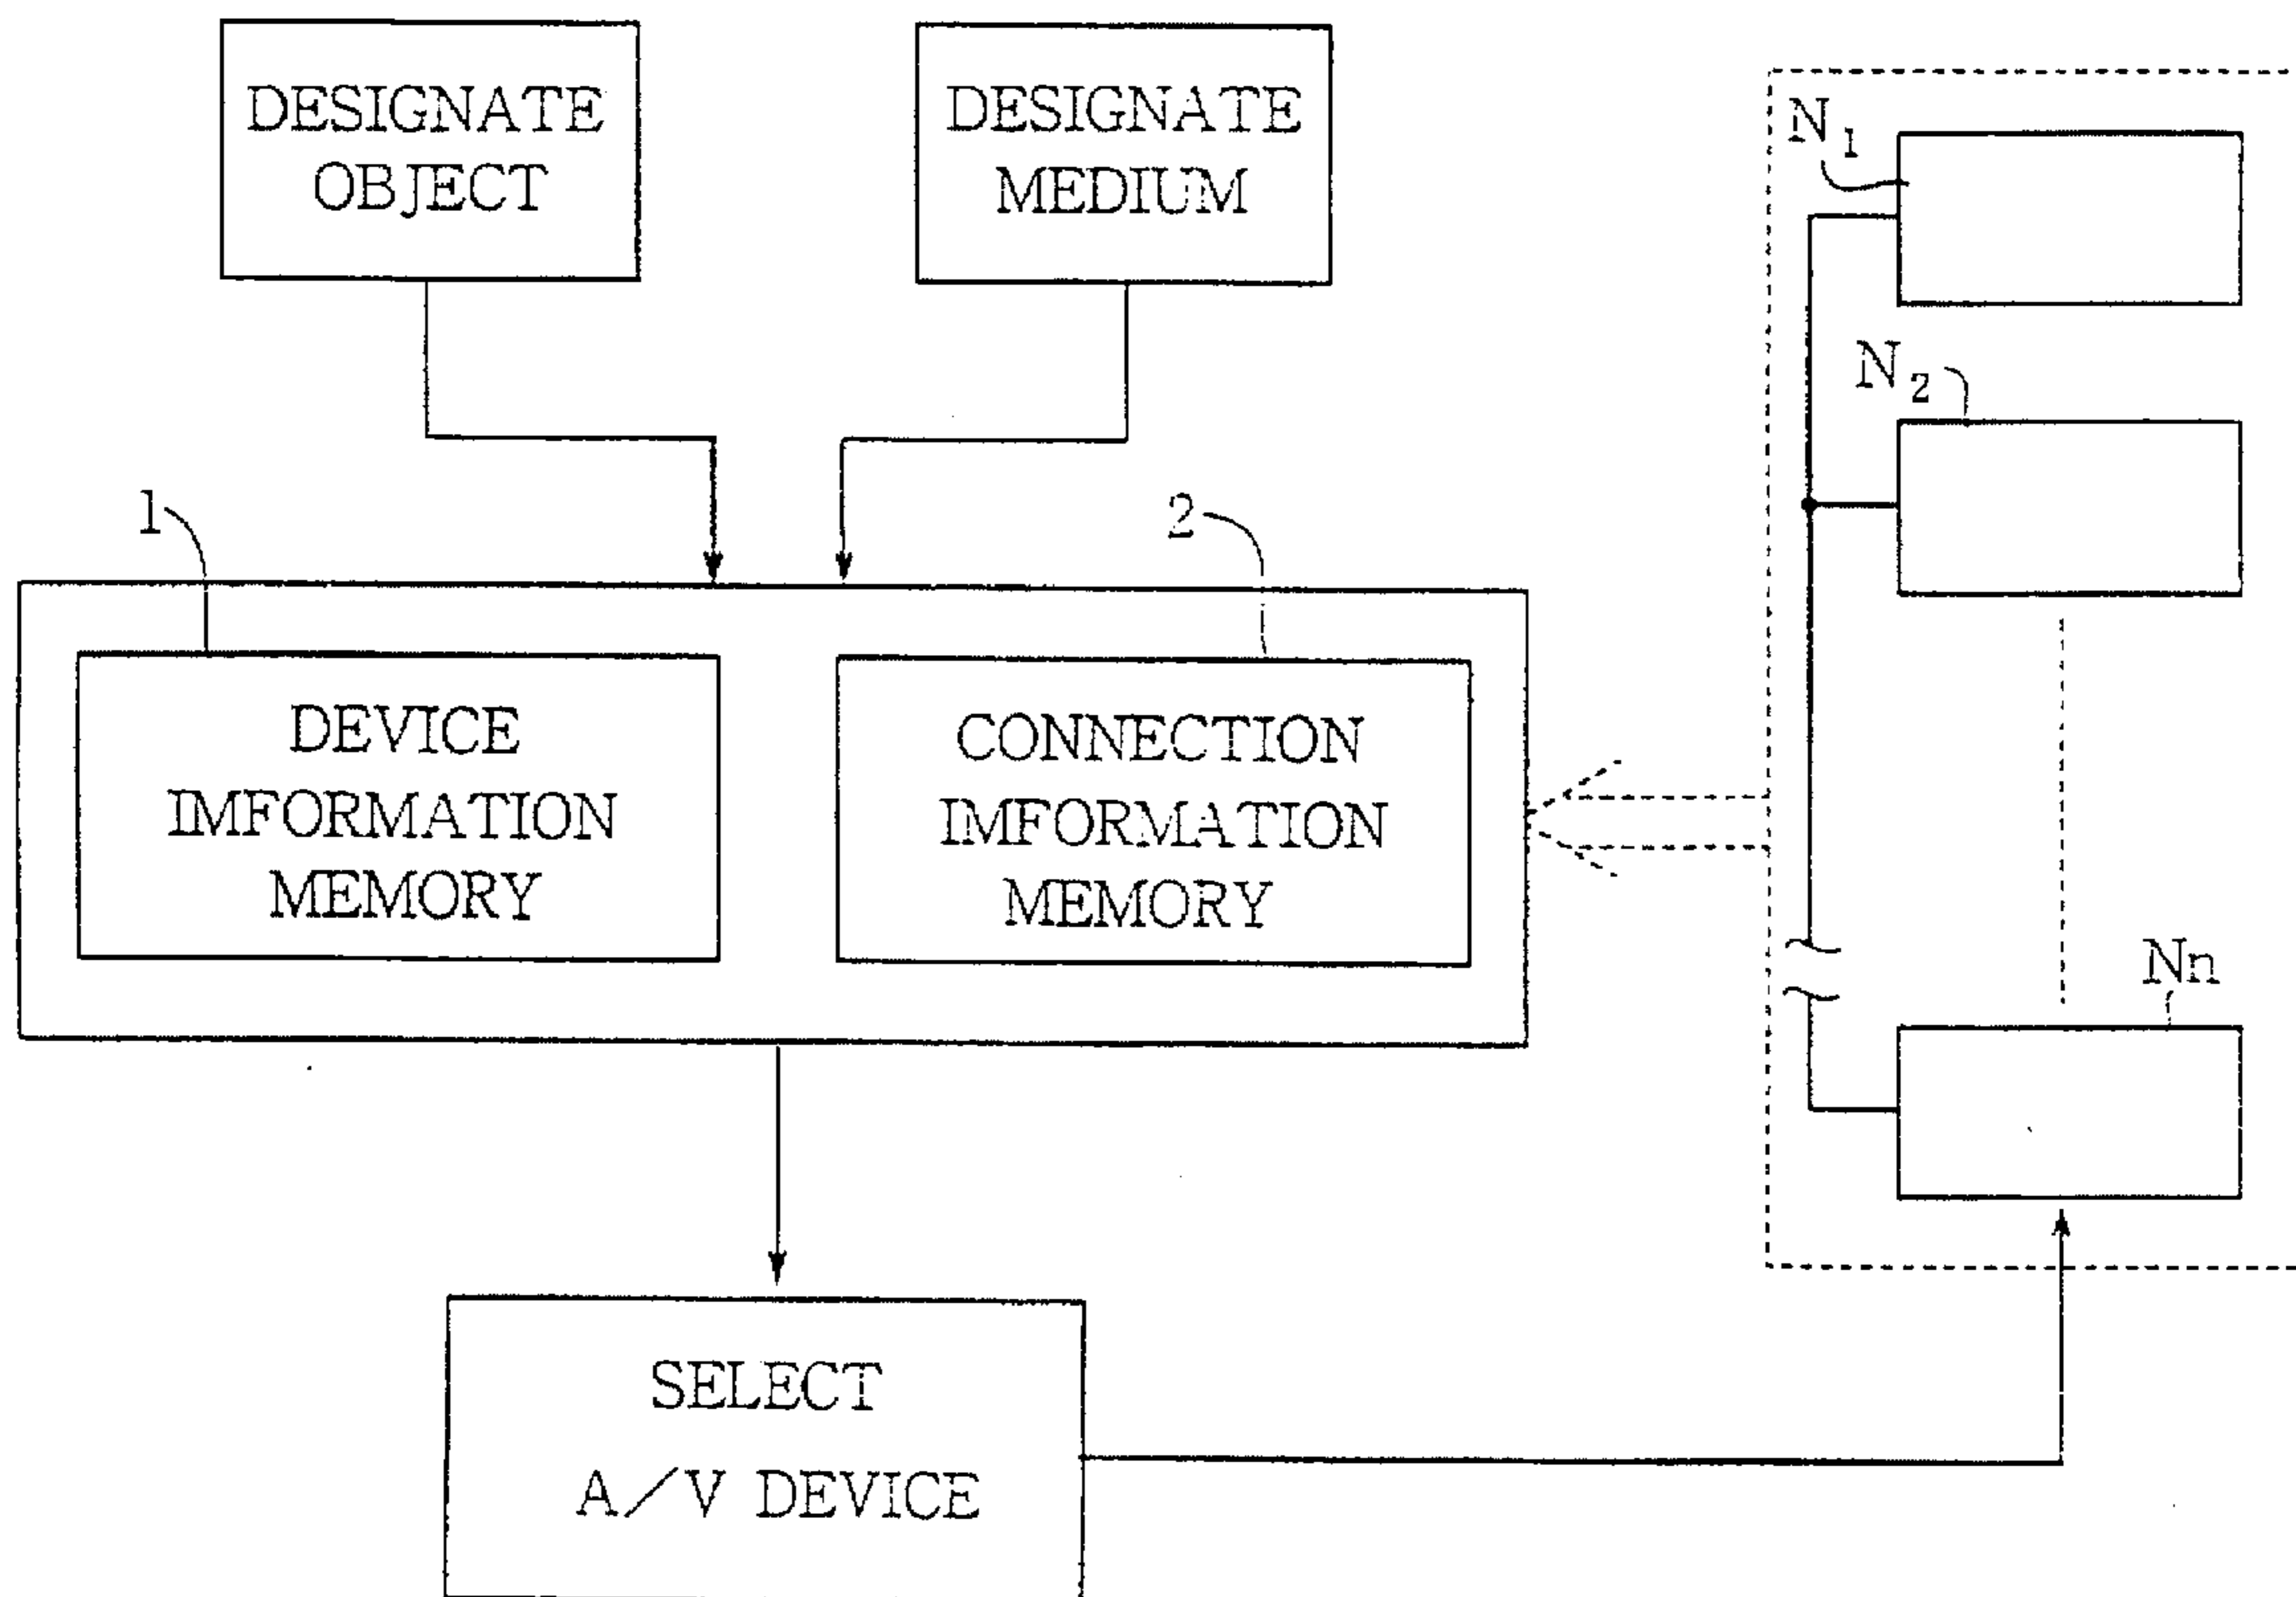 DESIGNATE
OBJECT
DESIGNATE
MEDIUM
N1
N2
1
2
DEVICE
IMFORMATION
MEMORY
CONNECTION
IMFORMATION
MEMORY
Nn
SELECT
A/V DEVICE